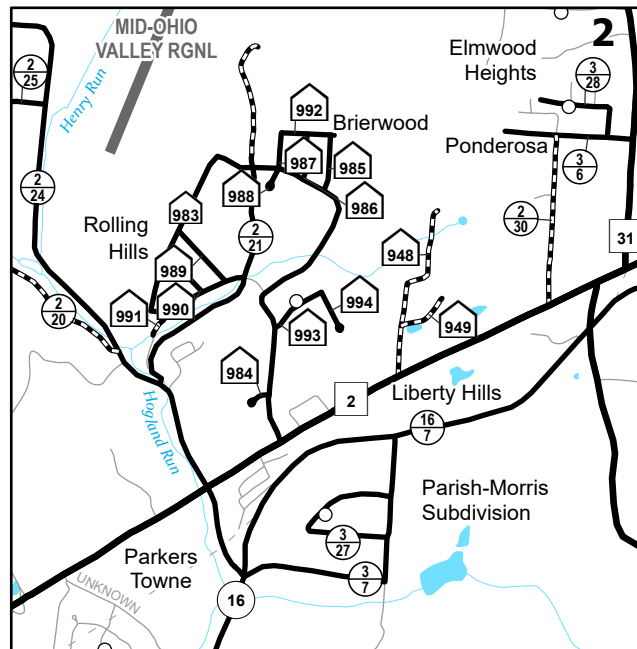 MID-OHIO
VALLEY RGNL
2
2
25
Henry Run
Elmwood
Heights
3
28
992
Brierwood
Ponderosa
987
985
3
6
988
986
2
24
983
2
30
Rolling
Hills
2
21
948
31
989
2
20
991
990
994
993
949
984
2
Liberty Hills
16
7
Hogland Run
Parish-Morris
Subdivision
3
27
Parkers
Towne
3
7
UNKNOWN
16